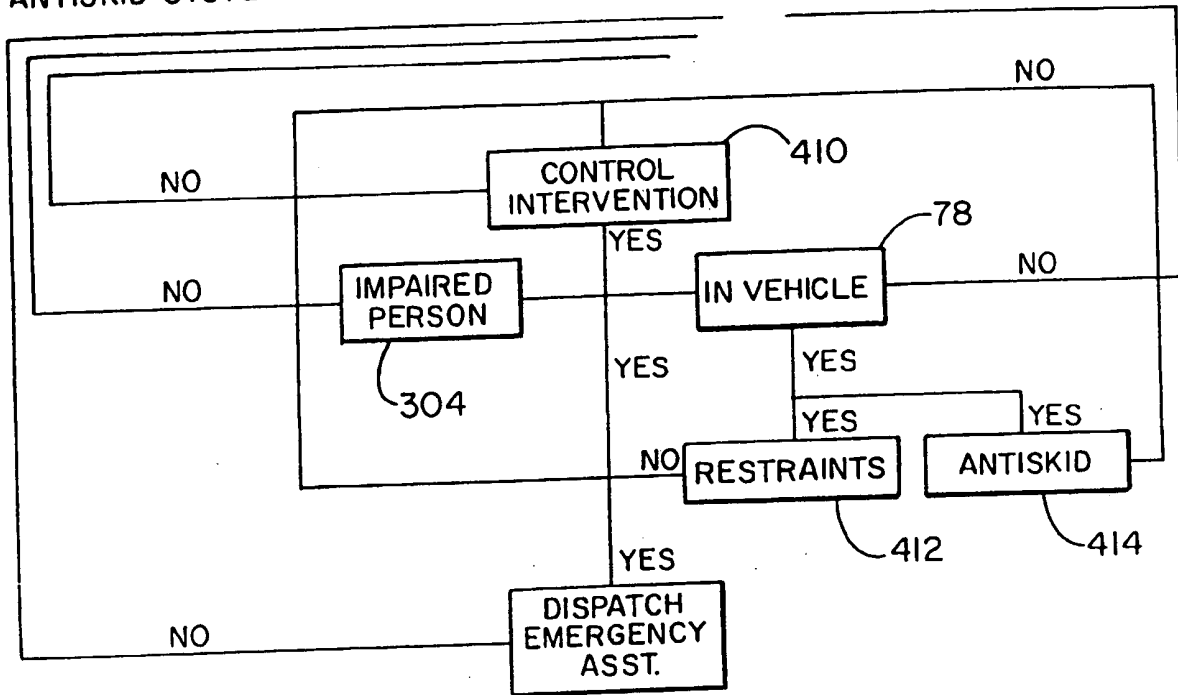 ANTISKID
NO
410
CONTROL
INTERVENTION
NO
YES
78
NO
IN VEHICLE
NO
IMPAIRED
PERSON
304
YES
YES
YES
YES
NO
RESTRAINTS
ANTISKID
412
414
YES
DISPATCH
EMERGENCY
ASST.
NO